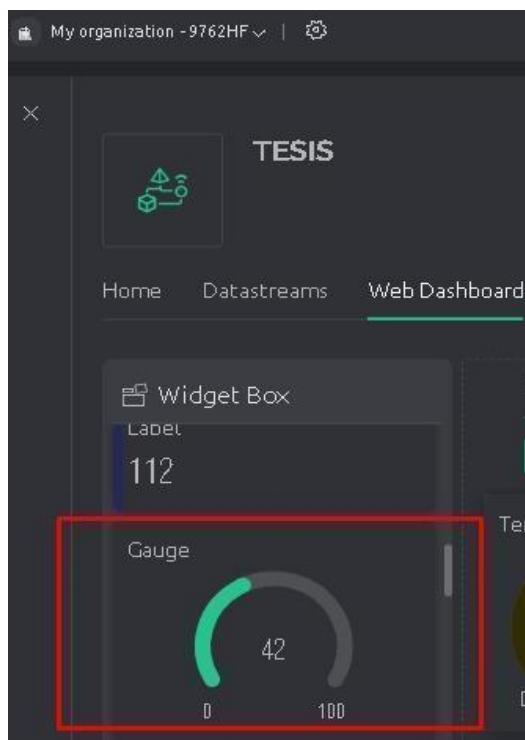 My organization - 9762HF
TESIS
Home Datastreams Web Dashboard
Widget Box
Label
112
Gauge
42
0 100